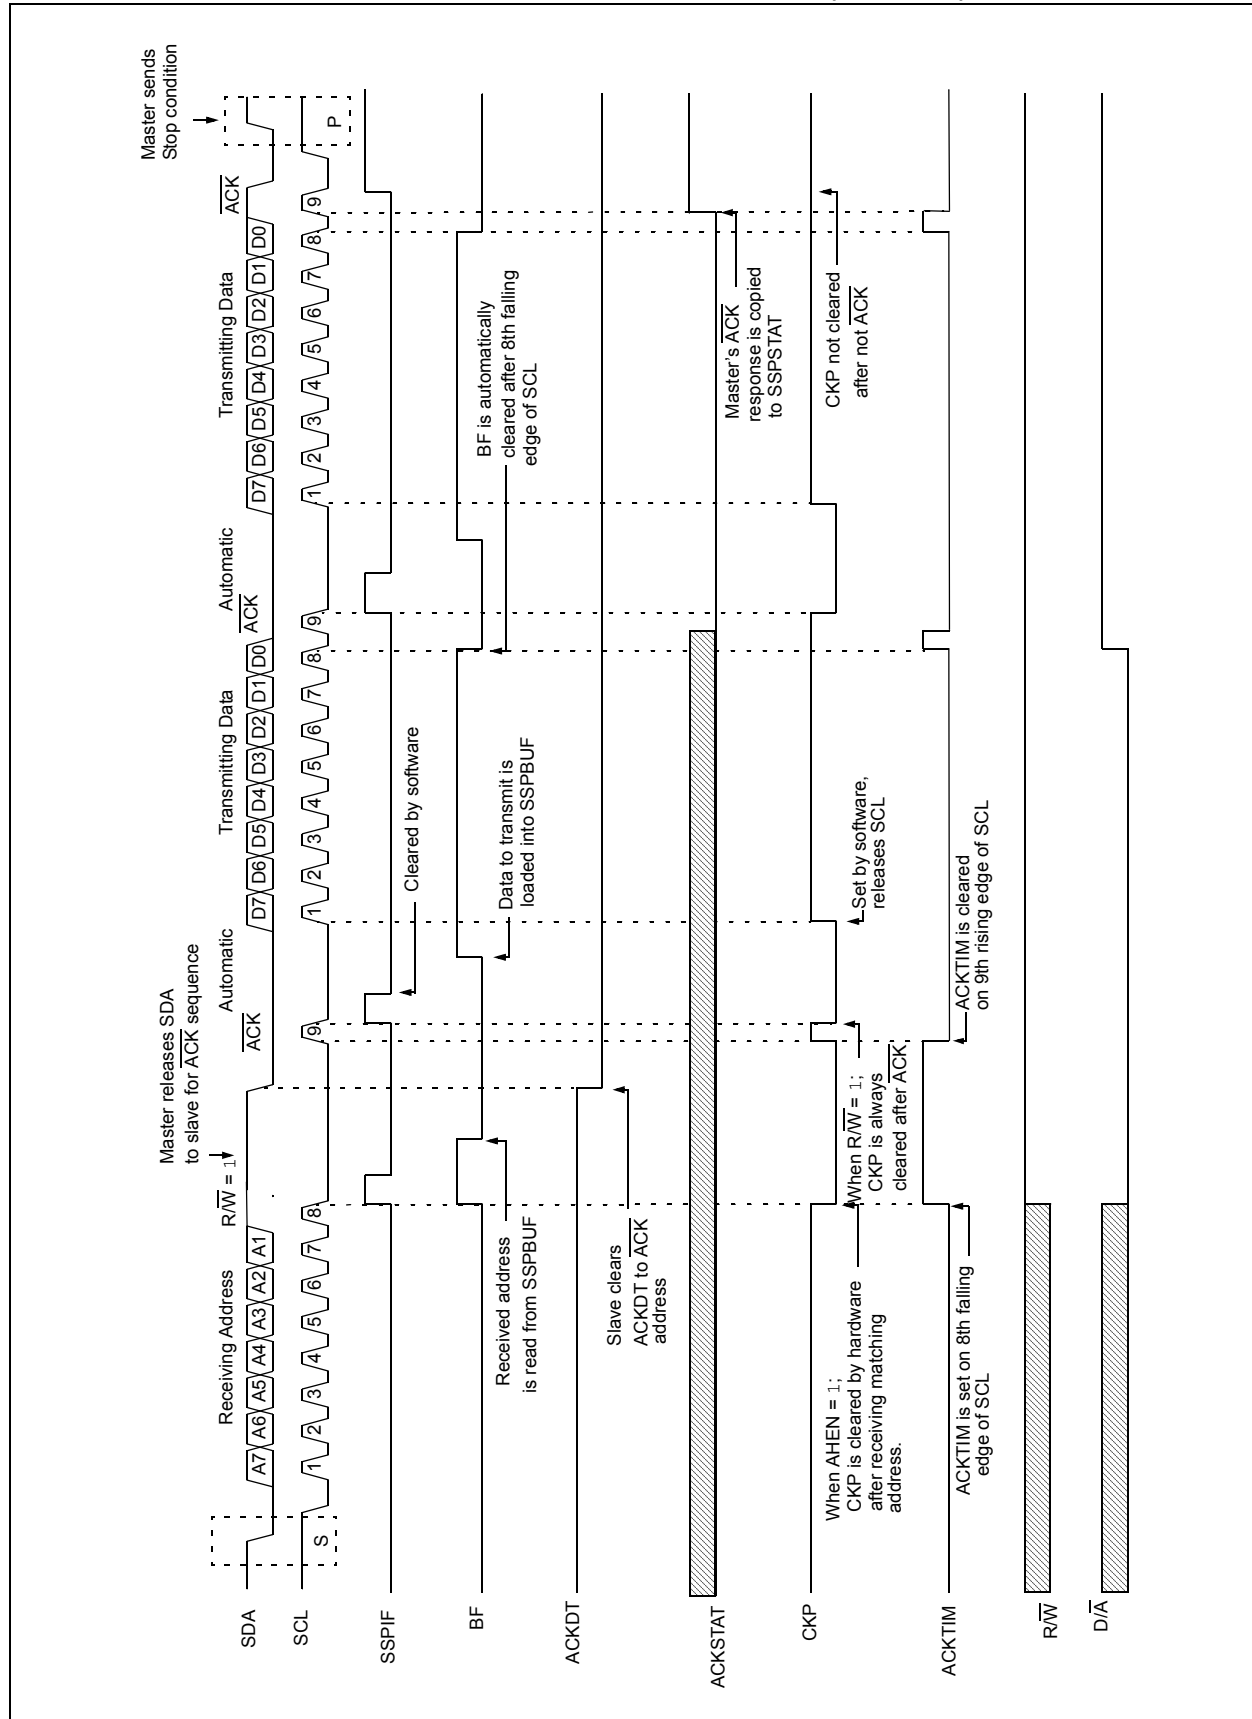 Master sends
Stop condition
Master releases SDA
to slave for ACK sequence
Receiving Address
R/W = 1
ACK
Automatic
Transmitting Data
ACK
Automatic
Transmitting Data
ACK
SDA
A7 A6 A5 A4 A3 A2 A1
D7 D6 D5 D4 D3 D2 D1 D0
D7 D6 D5 D4 D3 D2 D1 D0
SCL
S
1 2 3 4 5 6 7 8 9
1 2 3 4 5 6 7 8 9
1 2 3 4 5 6 7 8 9
P
SSPIF
Cleared by software
BF
Received address
is read from SSPBUF
Data to transmit is
loaded into SSPBUF
BF is automatically
cleared after 8th falling
edge of SCL
ACKDT
Slave clears
ACKDT to ACK
address
ACKSTAT
Master's ACK
response is copied
to SSPSTAT
CKP
When AHEN = 1;
CKP is cleared by hardware
after receiving matching
address.
When R/W = 1;
CKP is always
cleared after ACK
Set by software,
releases SCL
CKP not cleared
after not ACK
ACKTIM
ACKTIM is set on 8th falling
edge of SCL
ACKTIM is cleared
on 9th rising edge of SCL
R/W
D/A